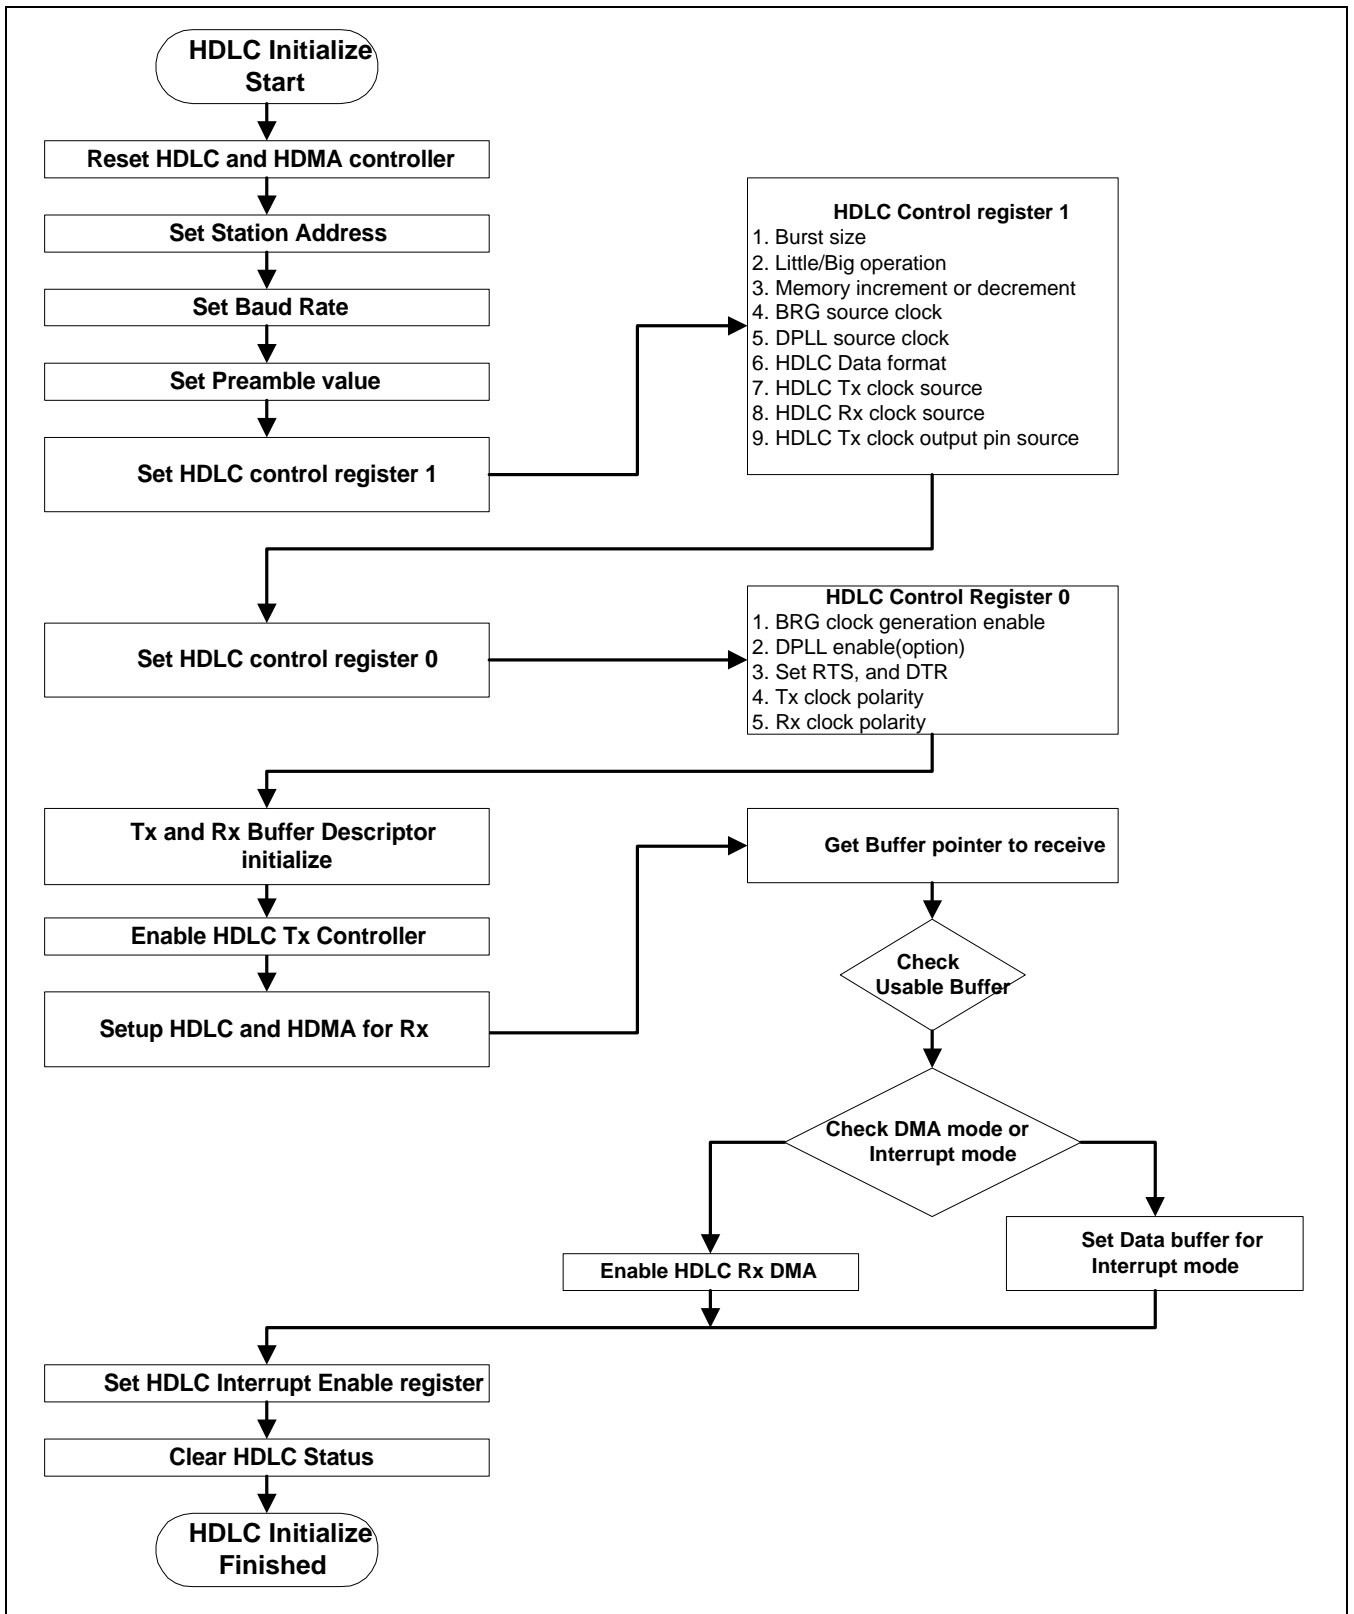 HDLC Initialize
Start
Reset HDLC and HDMA controller
Set Station Address
Set Baud Rate
Set Preamble value
Set HDLC control register 1
HDLC Control register 1
1. Burst size
2. Little/Big operation
3. Memory increment or decrement
4. BRG source clock
5. DPLL source clock
6. HDLC Data format
7. HDLC Tx clock source
8. HDLC Rx clock source
9. HDLC Tx clock output pin source
Set HDLC control register 0
HDLC Control Register 0
1. BRG clock generation enable
2. DPLL enable(option)
3. Set RTS, and DTR
4. Tx clock polarity
5. Rx clock polarity
Tx and Rx Buffer Descriptor
initialize
Enable HDLC Tx Controller
Setup HDLC and HDMA for Rx
Get Buffer pointer to receive
Check
Usable Buffer
Check DMA mode or
Interrupt mode
Enable HDLC Rx DMA
Set Data buffer for
Interrupt mode
Set HDLC Interrupt Enable register
Clear HDLC Status
HDLC Initialize
Finished